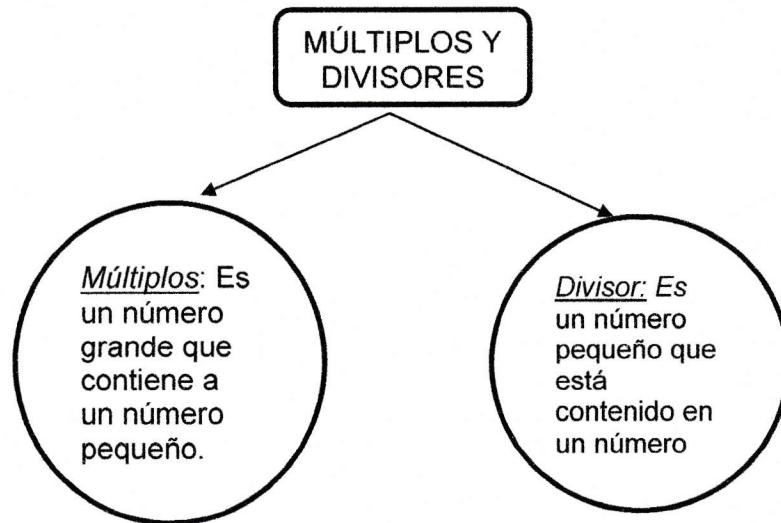 MÚLTIPLOS Y
DIVISORES
Múltiplos: Es
un número
grande que
contiene a
un número
pequeño.
Divisor: Es
un número
pequeño que
está
contenido en
un número